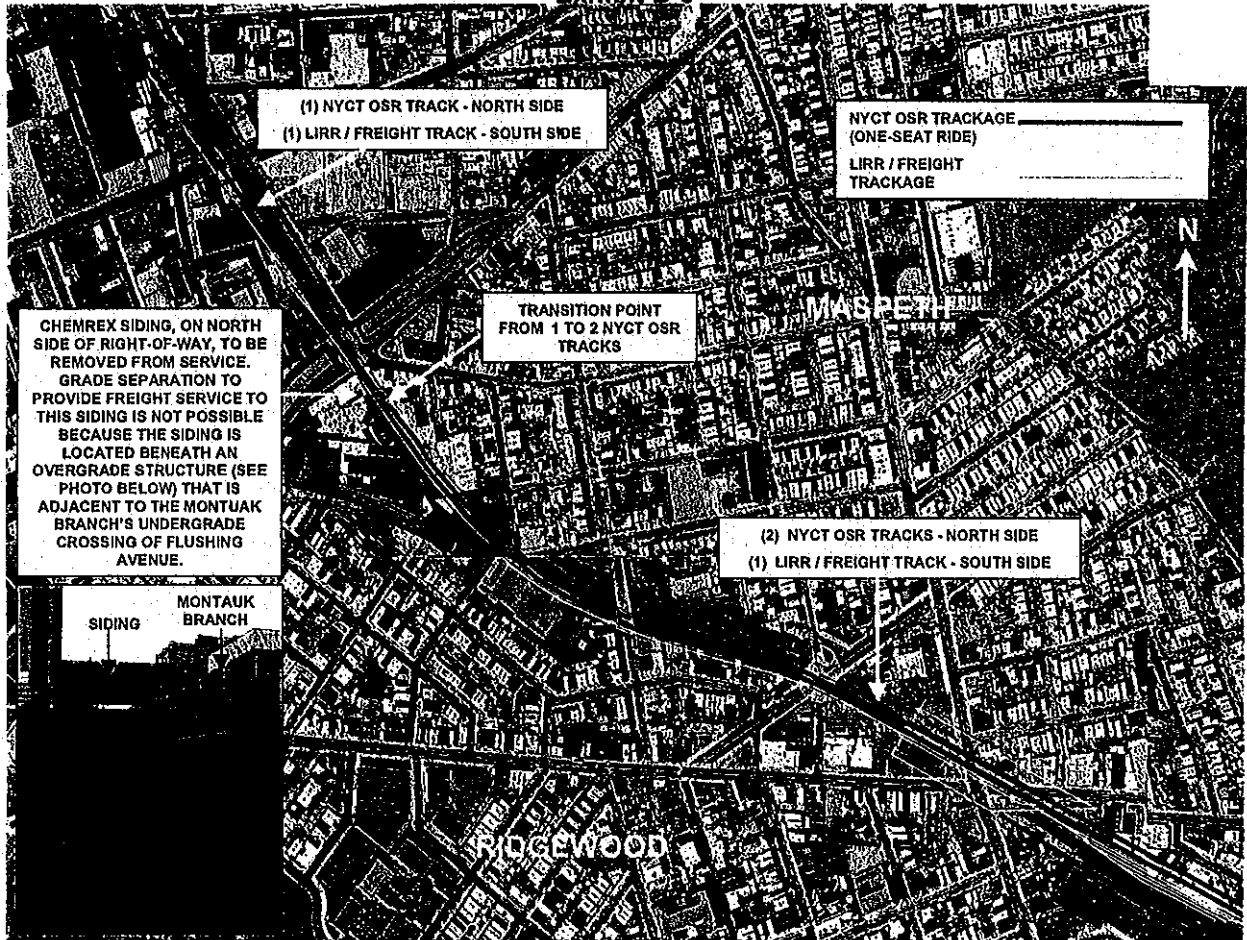 (1) NYCT OSR TRACK - NORTH SIDE
(1) LIRR / FREIGHT TRACK - SOUTH SIDE
NYCT OSR TRACKAGE
(ONE-SEAT RIDE)
LIRR / FREIGHT
TRACKAGE
N
TRANSITION POINT
FROM 1 TO 2 NYCT OSR
TRACKS
MASPETH
CHEMREX SIDING, ON NORTH
SIDE OF RIGHT-OF-WAY, TO BE
REMOVED FROM SERVICE.
GRADE SEPARATION TO
PROVIDE FREIGHT SERVICE TO
THIS SIDING IS NOT POSSIBLE
BECAUSE THE SIDING IS
LOCATED BENEATH AN
OVERGRADE STRUCTURE (SEE
PHOTO BELOW) THAT IS
ADJACENT TO THE MONTUAK
BRANCH'S UNDERGRADE
CROSSING OF FLUSHING
AVENUE.
(2) NYCT OSR TRACKS - NORTH SIDE
(1) LIRR / FREIGHT TRACK - SOUTH SIDE
SIDING
MONTAUK
BRANCH
RIDGEWOOD